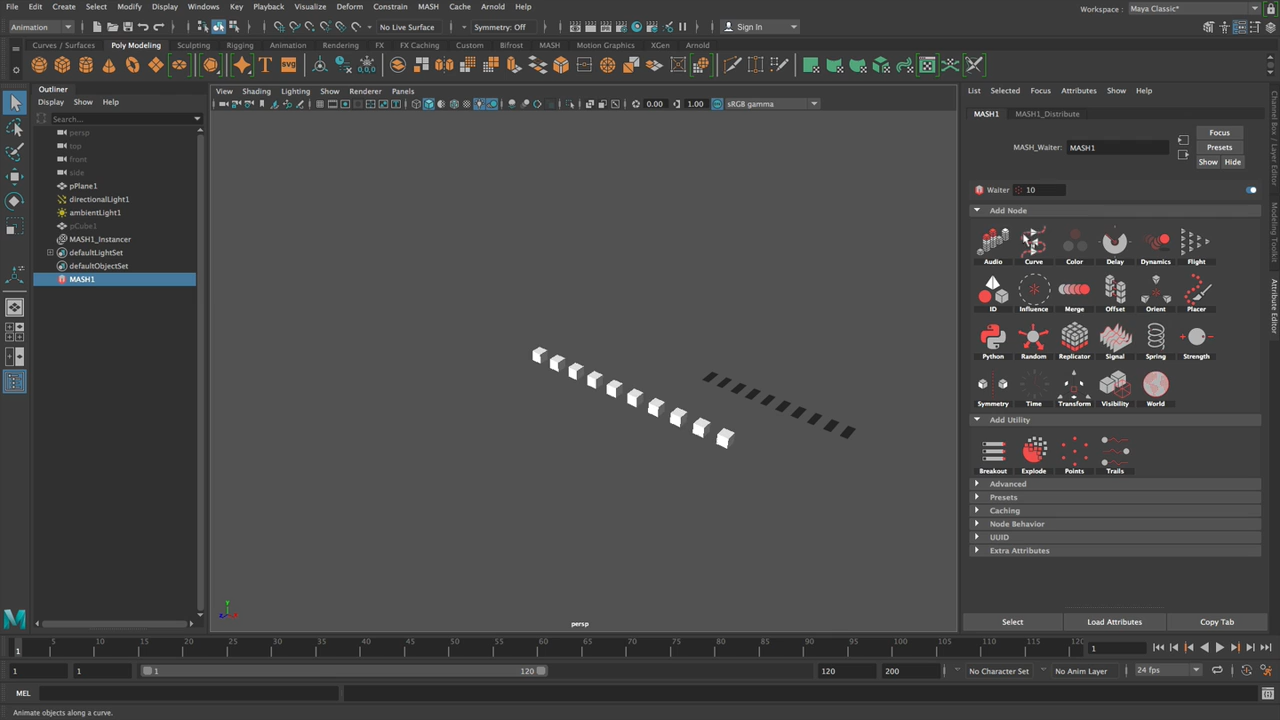 File Edit Create Select Modify Display Windows Key Playback Visualize Deform Constrain MASH Cache Arnold Help
Workspace : Maya Classic*
Animation No Live Surface Symmetry: Off Sign In
Curves / Surfaces Poly Modeling Sculpting Rigging Animation Rendering FX FX Caching Custom Bifrost MASH Motion Graphics XGen Arnold
T SVG
Outliner
Display Show Help
Search...
persp
top
front
side
pPlane1
directionalLight1
ambientLight1
pCube1
MASH1_Instancer
defaultLightSet
defaultObjectSet
MASH1
View Shading Lighting Show Renderer Panels
0.00 1.00 sRGB gamma
persp
List Selected Focus Attributes Show Help
MASH1 MASH1_Distribute
MASH_Waiter: MASH1
Focus
Presets
Show Hide
Waiter 10
Add Node
Audio Curve Color Delay Dynamics Flight
ID Influence Merge Offset Orient Placer
Python Random Replicator Signal Spring Strength
Symmetry Time Transform Visibility World
Add Utility
Breakout Explode Points Trails
Advanced
Presets
Caching
Node Behavior
UUID
Extra Attributes
Select Load Attributes Copy Tab
Channel Box / Layer Editor
Modeling Toolkit
Attribute Editor
5 10 15 20 25 30 35 40 45 50 55 60 65 70 75 80 85 90 95 100 105 110 115 120
1 1
1 1 1 120 120 200 No Character Set No Anim Layer 24 fps
MEL
Animate objects along a curve.